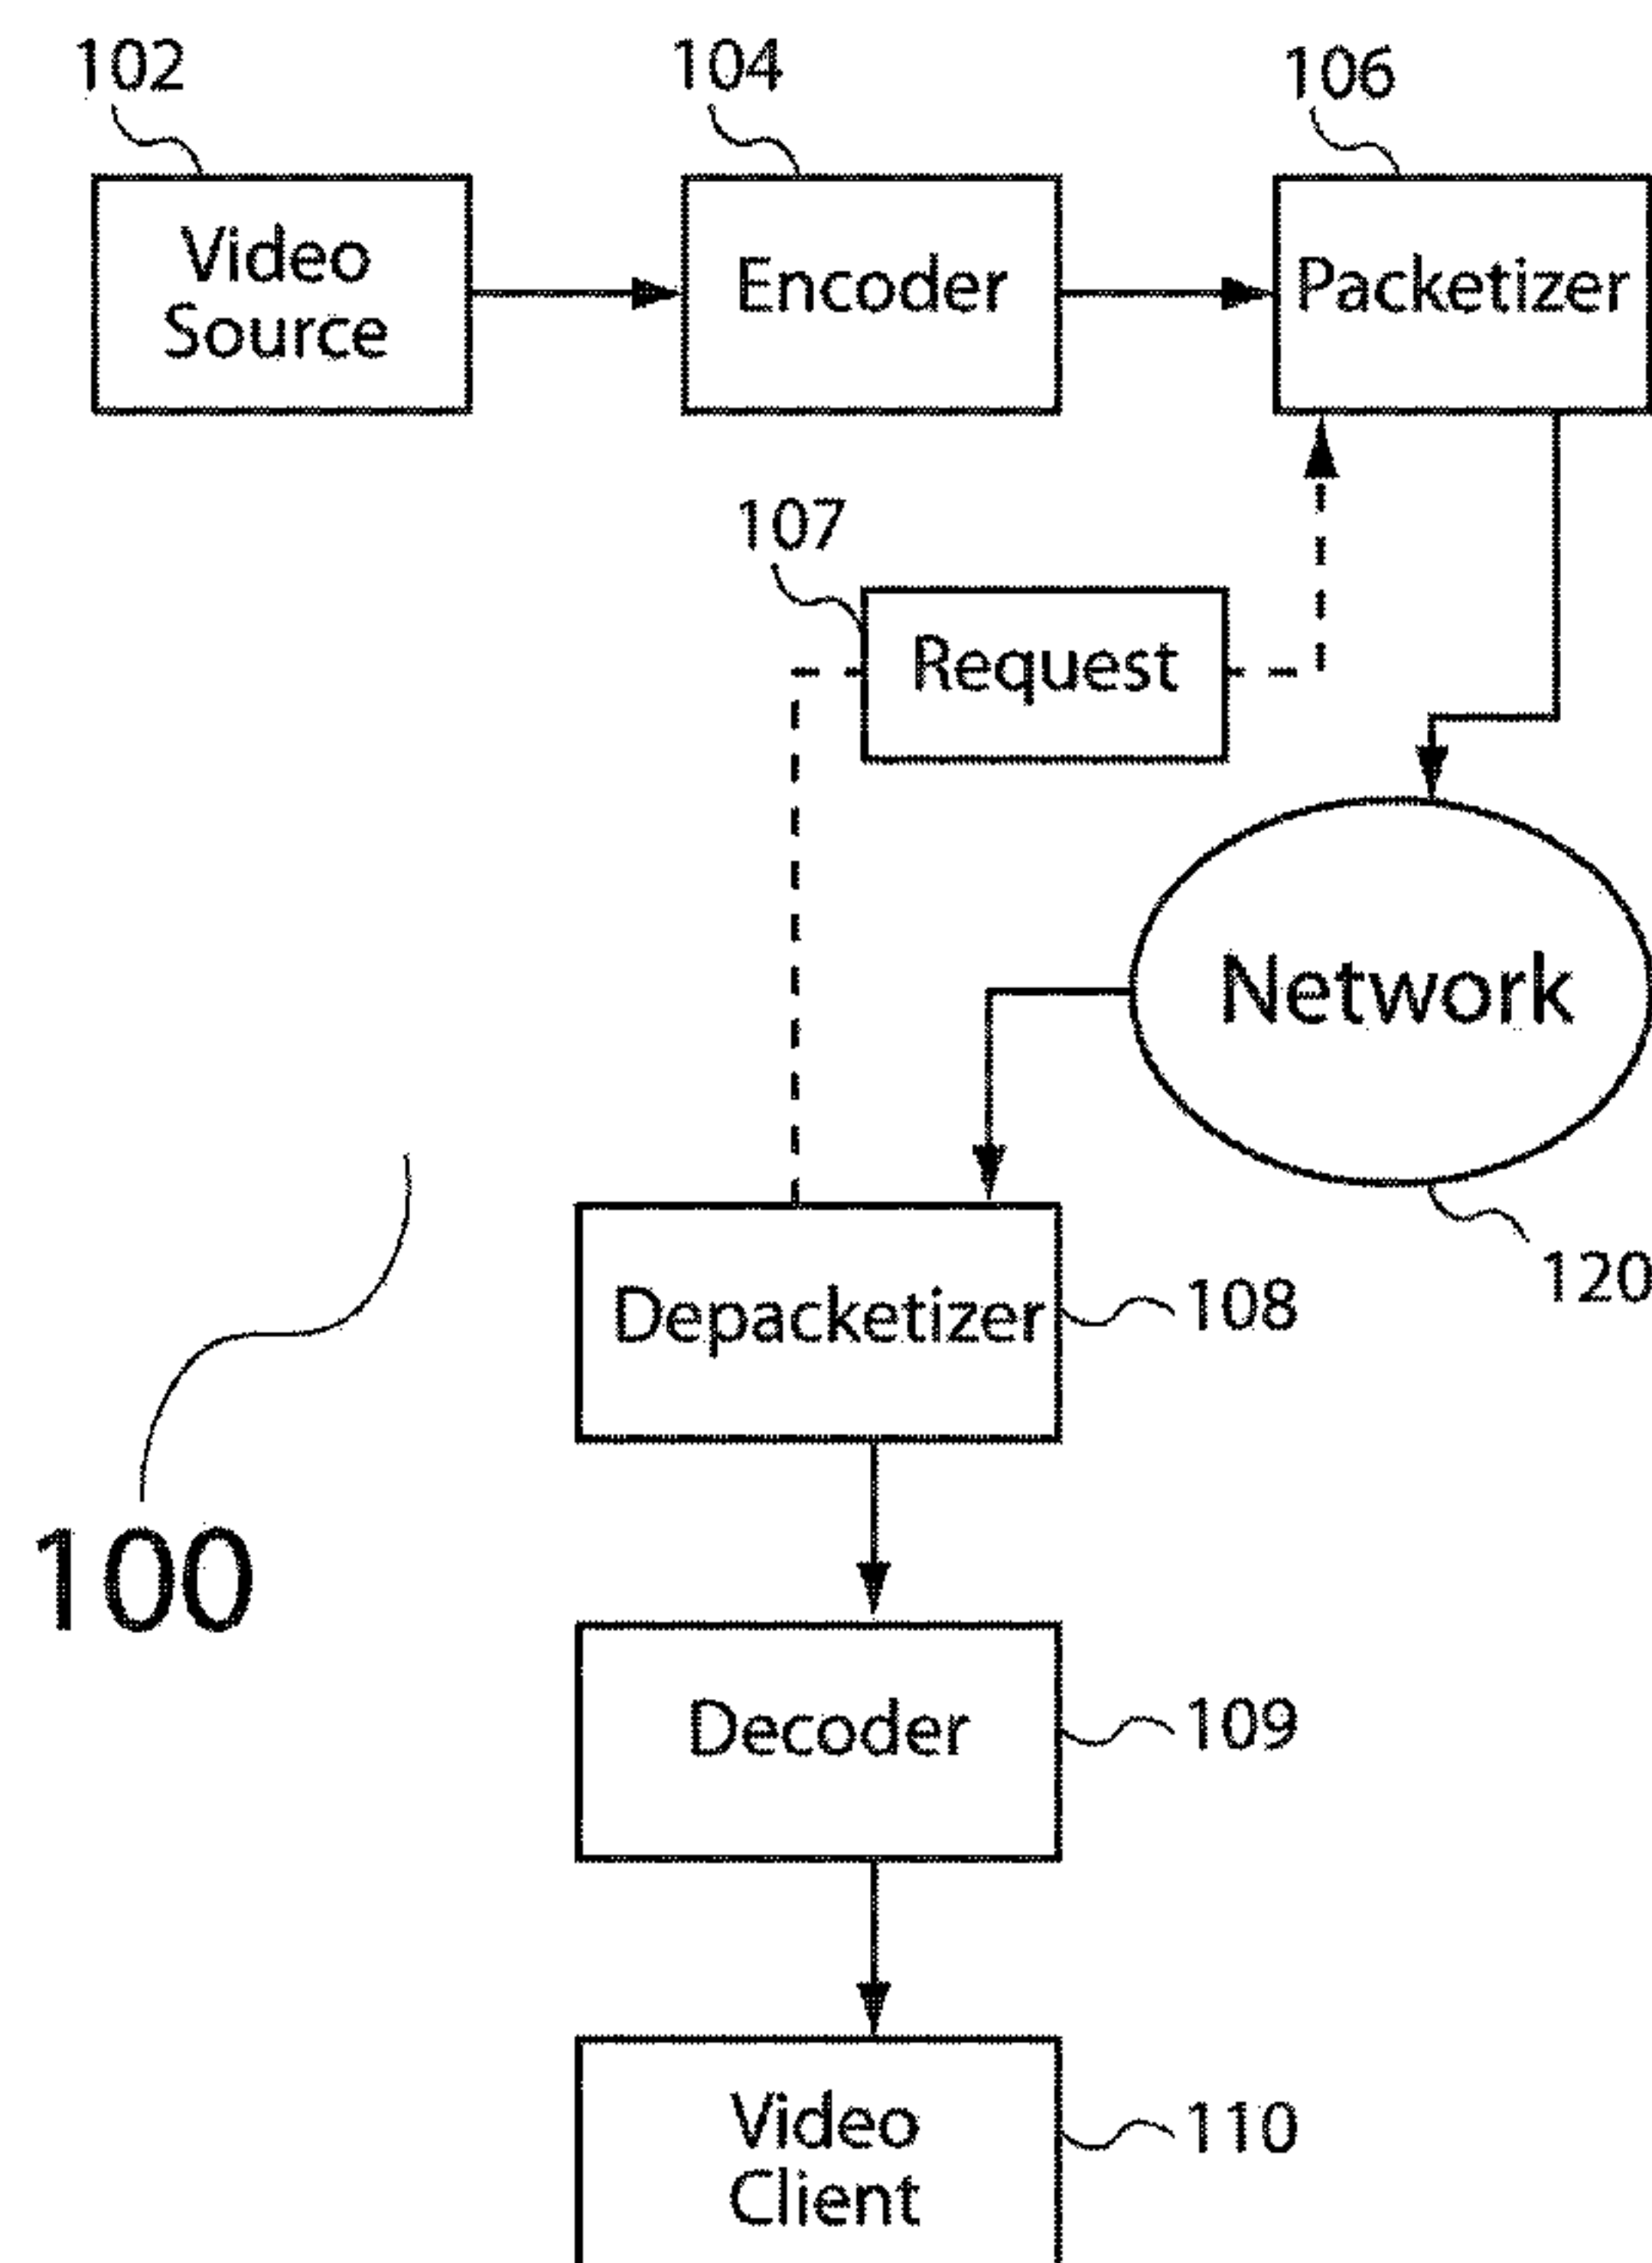 102
104
106
Video
Source
Encoder
Packetizer
107
Request
Network
120
Depacketizer
108
100
Decoder
109
Video
Client
110